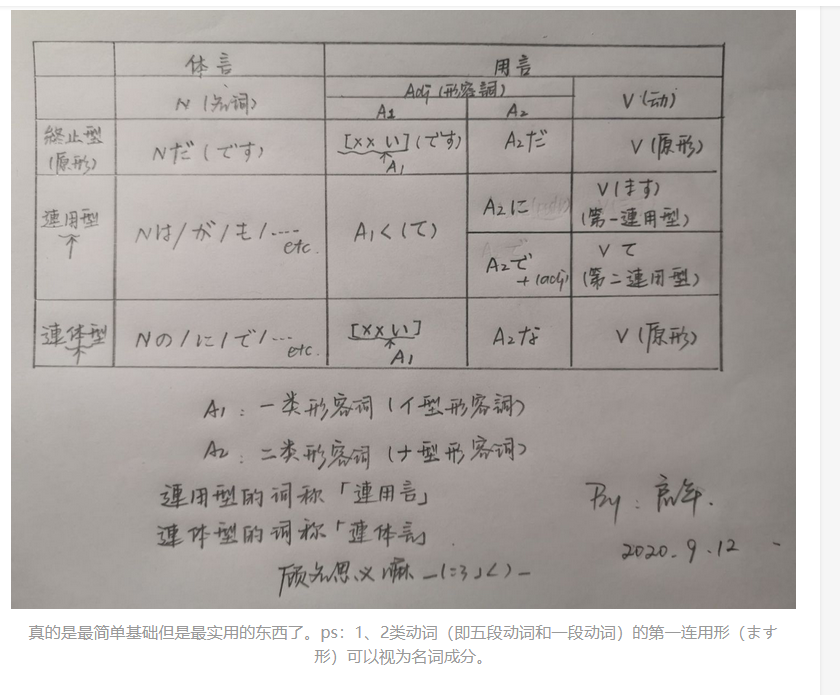 体言 用言
N (名词) Adj (形容詞) V (动)
A1 A2
終止型 (原形) Nだ (です) [xx い] (です) A1 A2だ V (原形)
連用型 Nは/が/も/…… etc. A1く(て) A2に V(ます) (第一連用型)
A2で + (adj) V て (第二連用型)
連体型 Nの/に/で/…… etc. [xx い] A1 A2な V (原形)
A1：一类形容词 (イ型形容詞)
A2：二类形容词 (ナ型形容词)
連用型的词称「連用言」
連体型的词称「連体言」
顾名思义嘛
By：
2020.9.12
真的是最简单基础但是最实用的东西了。ps：1、2类动词（即五段动词和一段动词）的第一连用形（ます
形）可以视为名词成分。